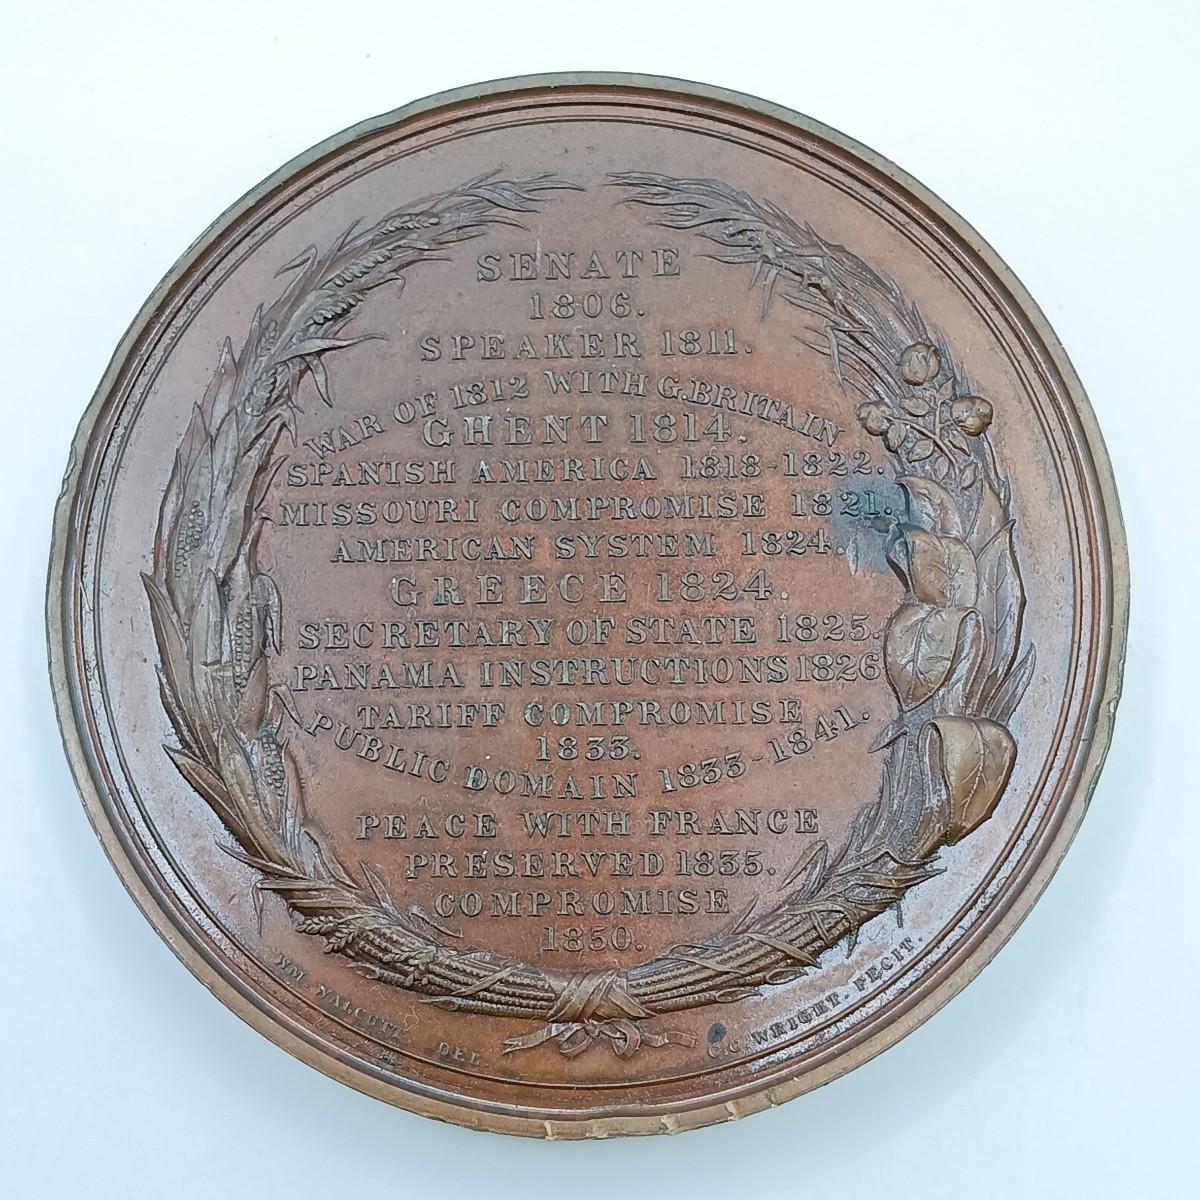 SENATE
1806.
SPEAKER 1811.
WAR OF 1812 WITH G. BRITAIN
GHENT 1814.
SPANISH AMERICA 1818-1822.
MISSOURI COMPROMISE 1821.
AMERICAN SYSTEM 1824.
GREECE 1824.
SECRETARY OF STATE 1825.
PANAMA INSTRUCTIONS 1826
TARIFF COMPROMISE
1833.
PUBLIC DOMAIN 1833-1841.
PEACE WITH FRANCE
PRESERVED 1835.
COMPROMISE
1850.
WM. WALCUTT. DEL.
C.C. WRIGHT. FECIT.